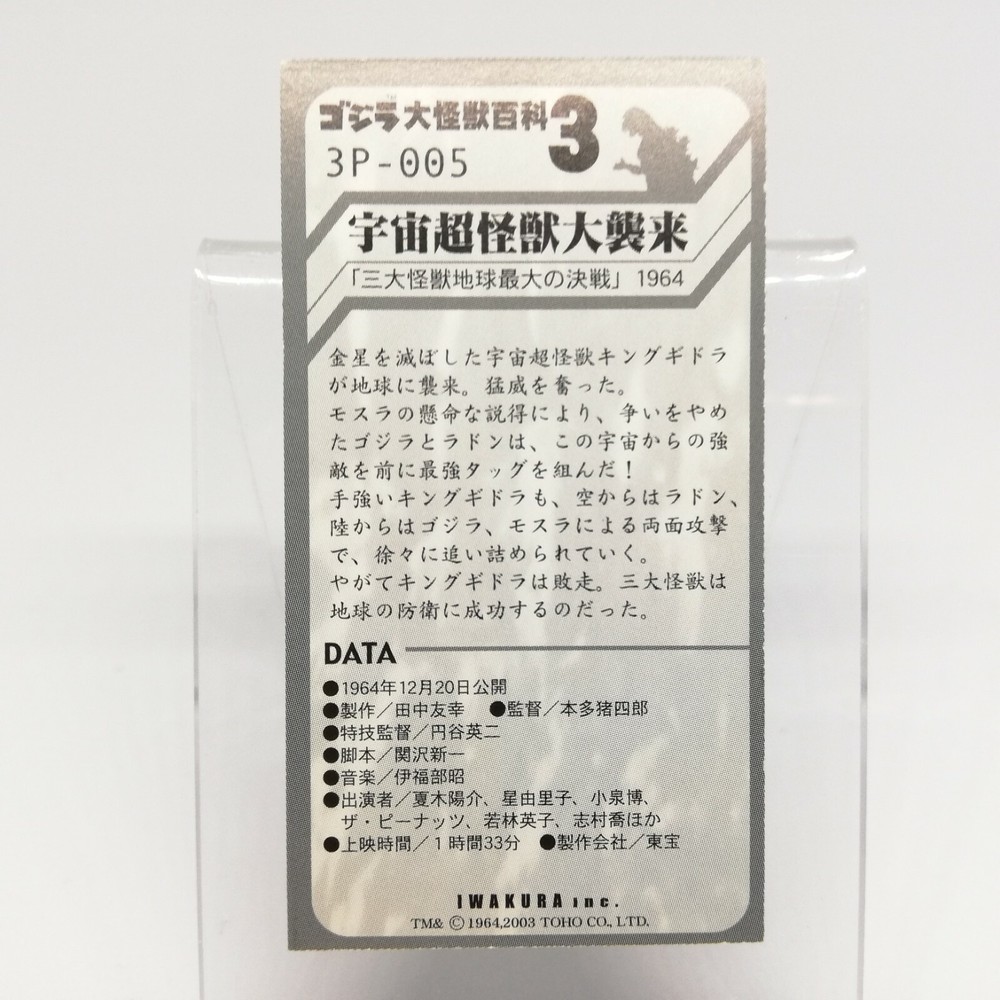 ゴジラ大怪獣百科3
3P-005
宇宙超怪獣大襲来
「三大怪獣地球最大の決戦」1964
金星を滅ぼした宇宙超怪獣キングギドラ
が地球に襲来。猛威を奮った。
モスラの懸命な説得により、争いをやめ
たゴジラとラドンは、この宇宙からの強
敵を前に最強タッグを組んだ!
手強いキングギドラも、空からはラドン、
陸からはゴジラ、モスラによる両面攻撃
で、徐々に追い詰められていく。
やがてキングギドラは敗走。三大怪獣は
地球の防衛に成功するのだった。
DATA
●1964年12月20日公開
●製作/田中友幸 ●監督/本多猪四郎
●特技監督/円谷英二
●脚本/関沢新一
●音楽/伊福部昭
●出演者/夏木陽介、星由里子、小泉博、
ザ・ピーナッツ、若林英子、志村喬ほか
●上映時間/1時間33分 ●製作会社/東宝
IWAKURA inc.
TM& ©1964,2003 TOHO CO., LTD.